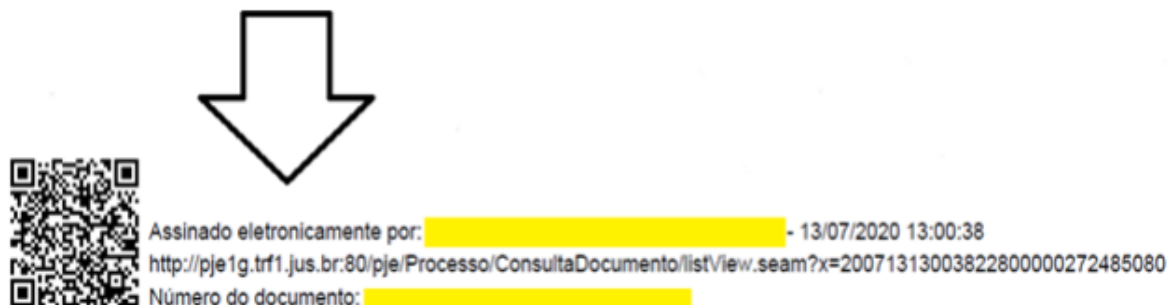 Assinado eletronicamente por: - 13/07/2020 13:00:38
http://pje1g.trf1.jus.br:80/pje/Processo/ConsultaDocumento/listView.seam?x=20071313003822800000272485080
Número do documento: